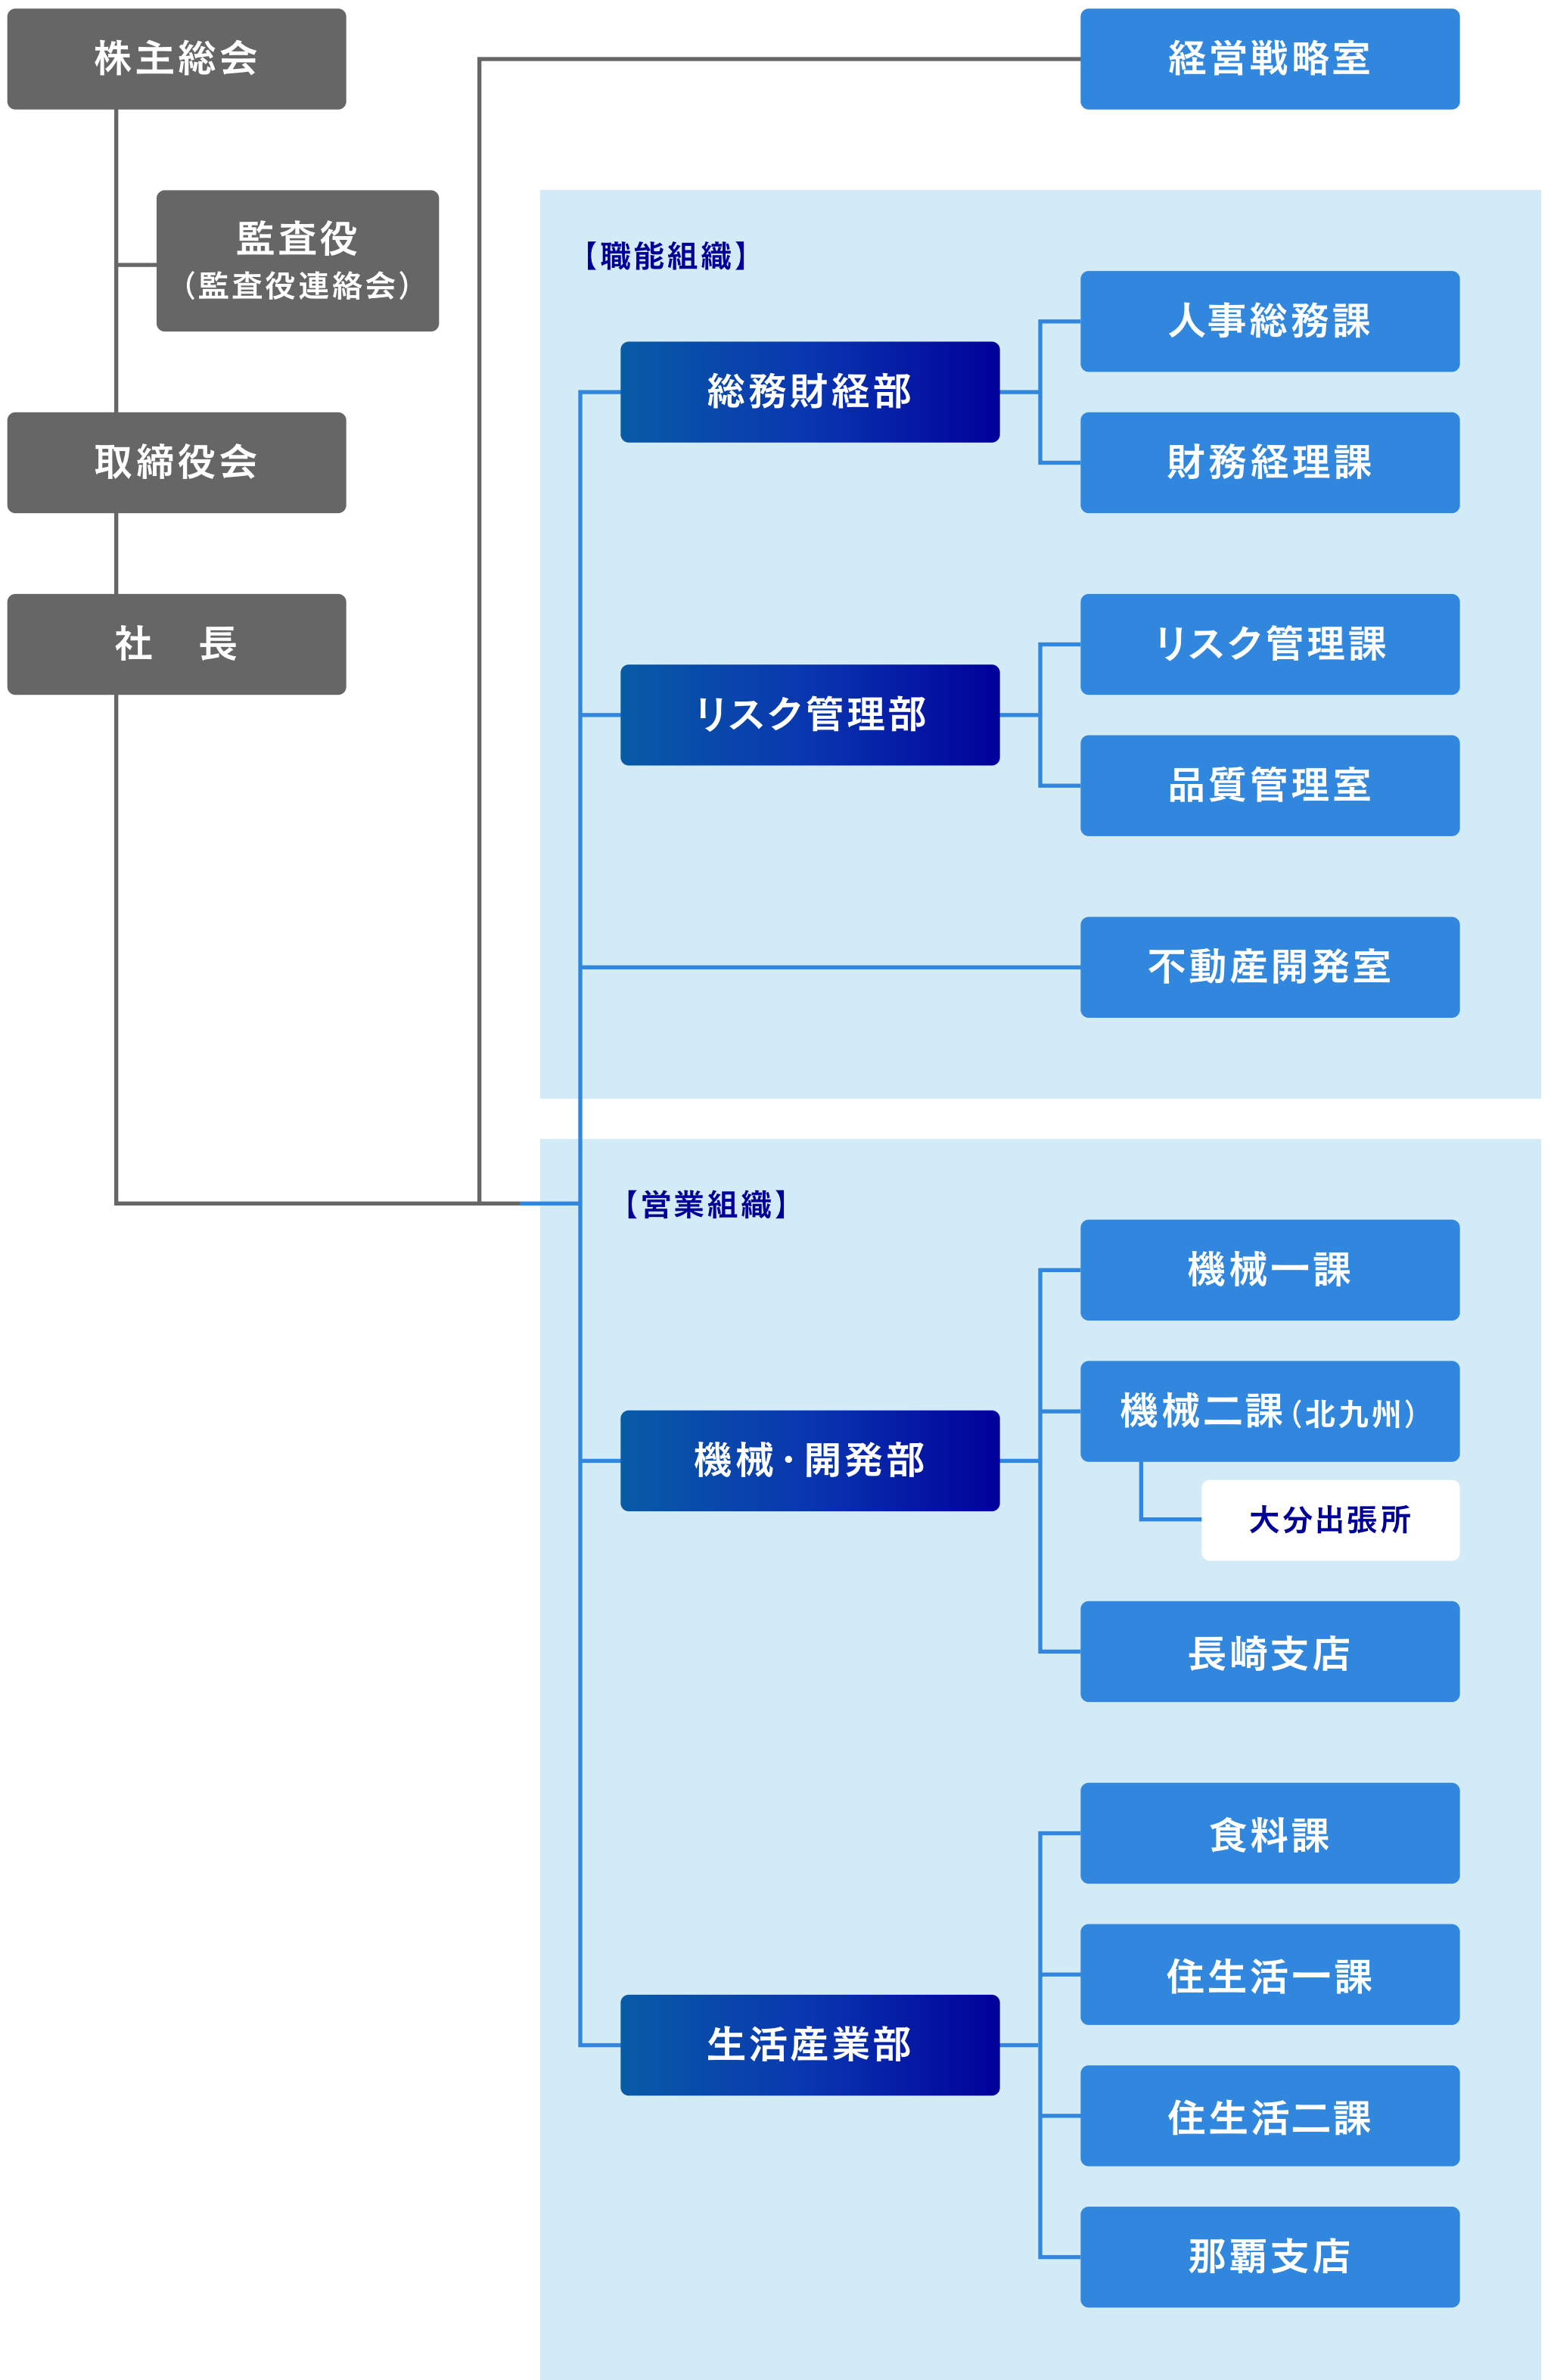 株主総会
監査役
（監査役連絡会）
取締役会
社　長
経営戦略室
【職能組織】
総務財経部
人事総務課
財務経理課
リスク管理部
リスク管理課
品質管理室
不動産開発室
【営業組織】
機械・開発部
機械一課
機械二課（北九州）
大分出張所
長崎支店
生活産業部
食料課
住生活一課
住生活二課
那覇支店